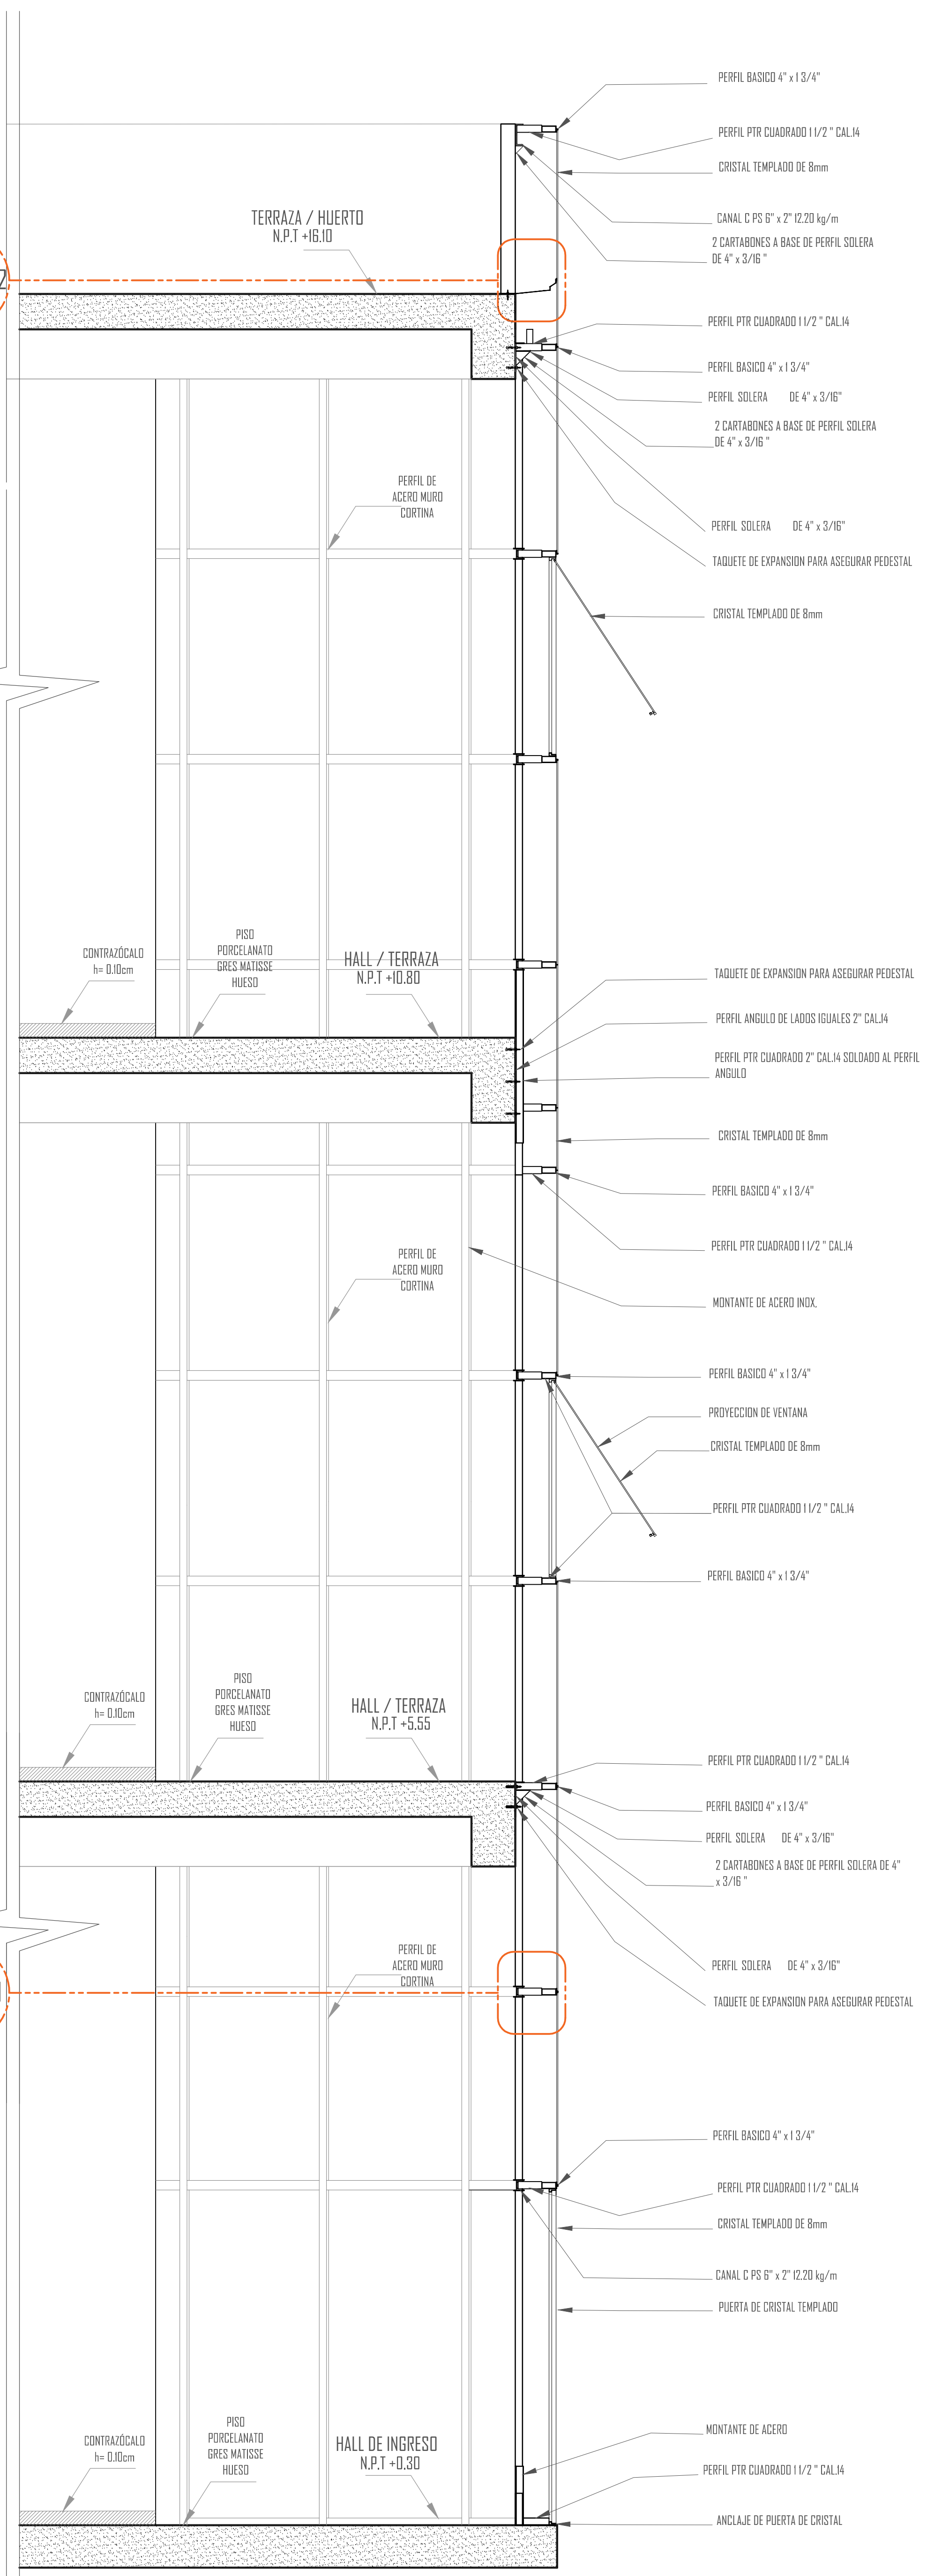 PERFIL BASICO 4" x 1 3/4"
PERFIL PTR CUADRADO 1 1/2 " CAL.14
CRISTAL TEMPLADO DE 8mm
TERRAZA / HUERTO
N.P.T +16.10
CANAL C PS 6" x 2" 12.20 kg/m
2 CARTABONES A BASE DE PERFIL SOLERA
DE 4" x 3/16 "
2
PERFIL PTR CUADRADO 1 1/2 " CAL.14
PERFIL BASICO 4" x 1 3/4"
PERFIL SOLERA DE 4" x 3/16"
2 CARTABONES A BASE DE PERFIL SOLERA
DE 4" x 3/16 "
PERFIL DE
ACERO MURO
CORTINA
PERFIL SOLERA DE 4" x 3/16"
TAQUETE DE EXPANSION PARA ASEGURAR PEDESTAL
CRISTAL TEMPLADO DE 8mm
CONTRAZÓCALO
h= 0.10cm
PISO
PORCELANATO
GRES MATISSE
HUESO
HALL / TERRAZA
N.P.T +10.80
TAQUETE DE EXPANSION PARA ASEGURAR PEDESTAL
PERFIL ANGULO DE LADOS IGUALES 2" CAL.14
PERFIL PTR CUADRADO 2" CAL.14 SOLDADO AL PERFIL
ANGULO
CRISTAL TEMPLADO DE 8mm
PERFIL BASICO 4" x 1 3/4"
PERFIL PTR CUADRADO 1 1/2 " CAL.14
PERFIL DE
ACERO MURO
CORTINA
MONTANTE DE ACERO INOX.
PERFIL BASICO 4" x 1 3/4"
PROYECCION DE VENTANA
CRISTAL TEMPLADO DE 8mm
PERFIL PTR CUADRADO 1 1/2 " CAL.14
PERFIL BASICO 4" x 1 3/4"
CONTRAZÓCALO
h= 0.10cm
PISO
PORCELANATO
GRES MATISSE
HUESO
HALL / TERRAZA
N.P.T +5.55
PERFIL PTR CUADRADO 1 1/2 " CAL.14
PERFIL BASICO 4" x 1 3/4"
PERFIL SOLERA DE 4" x 3/16"
2 CARTABONES A BASE DE PERFIL SOLERA DE 4"
x 3/16 "
PERFIL DE
ACERO MURO
CORTINA
PERFIL SOLERA DE 4" x 3/16"
TAQUETE DE EXPANSION PARA ASEGURAR PEDESTAL
PERFIL BASICO 4" x 1 3/4"
PERFIL PTR CUADRADO 1 1/2 " CAL.14
CRISTAL TEMPLADO DE 8mm
CANAL C PS 6" x 2" 12.20 kg/m
PUERTA DE CRISTAL TEMPLADO
CONTRAZÓCALO
h= 0.10cm
PISO
PORCELANATO
GRES MATISSE
HUESO
HALL DE INGRESO
N.P.T +0.30
MONTANTE DE ACERO
PERFIL PTR CUADRADO 1 1/2 " CAL.14
ANCLAJE DE PUERTA DE CRISTAL